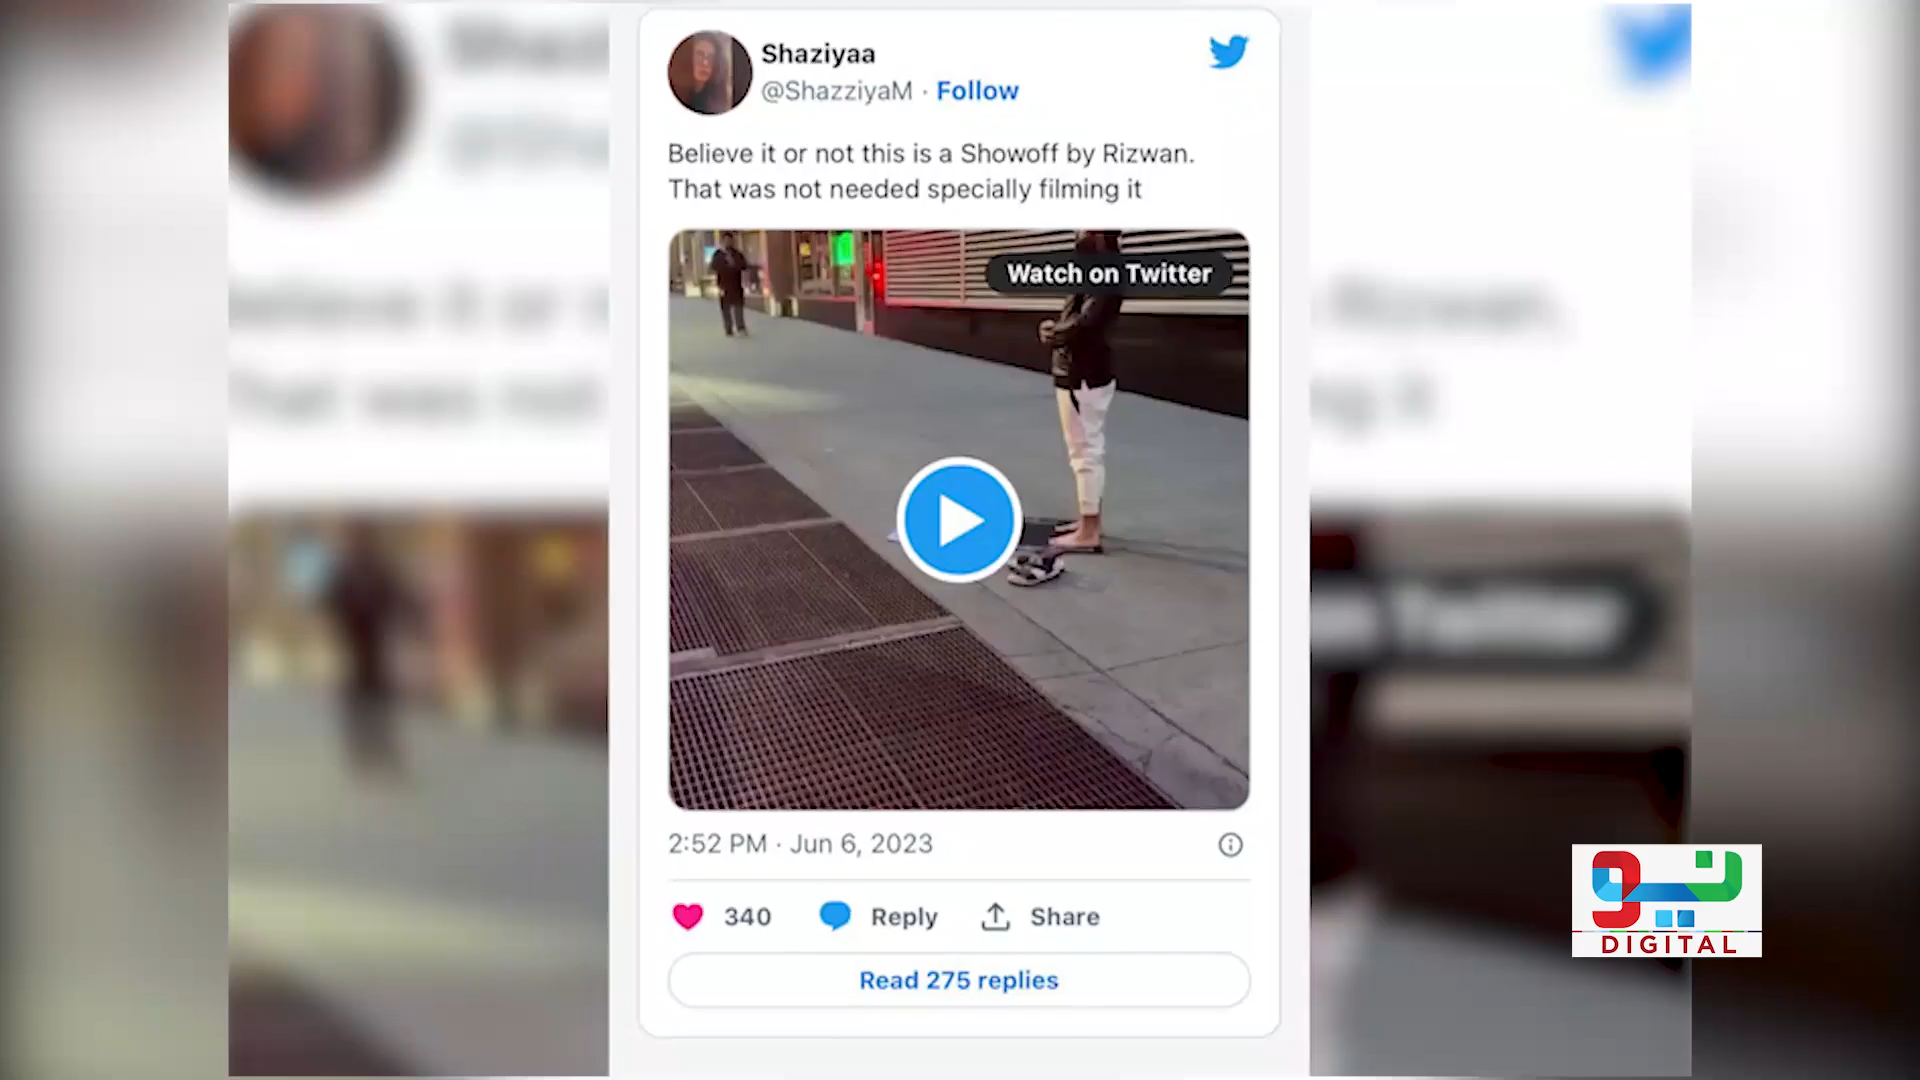 Shaziyaa
@ShazziyaM · Follow
Believe it or not this is a Showoff by Rizwan.
That was not needed specially filming it
Watch on Twitter
2:52 PM · Jun 6, 2023
340 Reply Share
Read 275 replies
نیو
DIGITAL